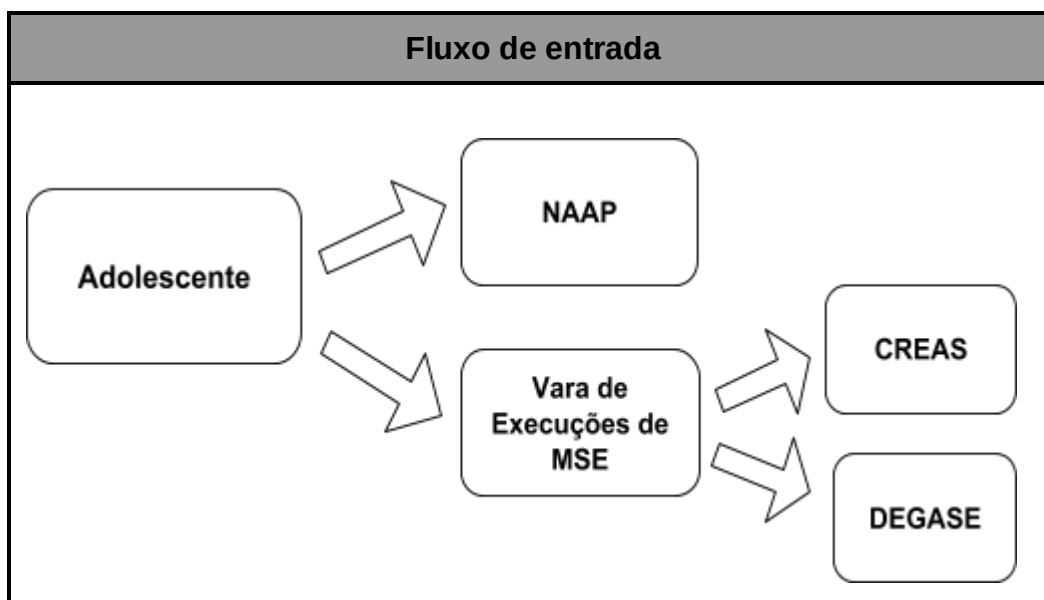 Fluxo de entrada
Adolescente
NAAP
Vara de
Execuções de
MSE
CREAS
DEGASE